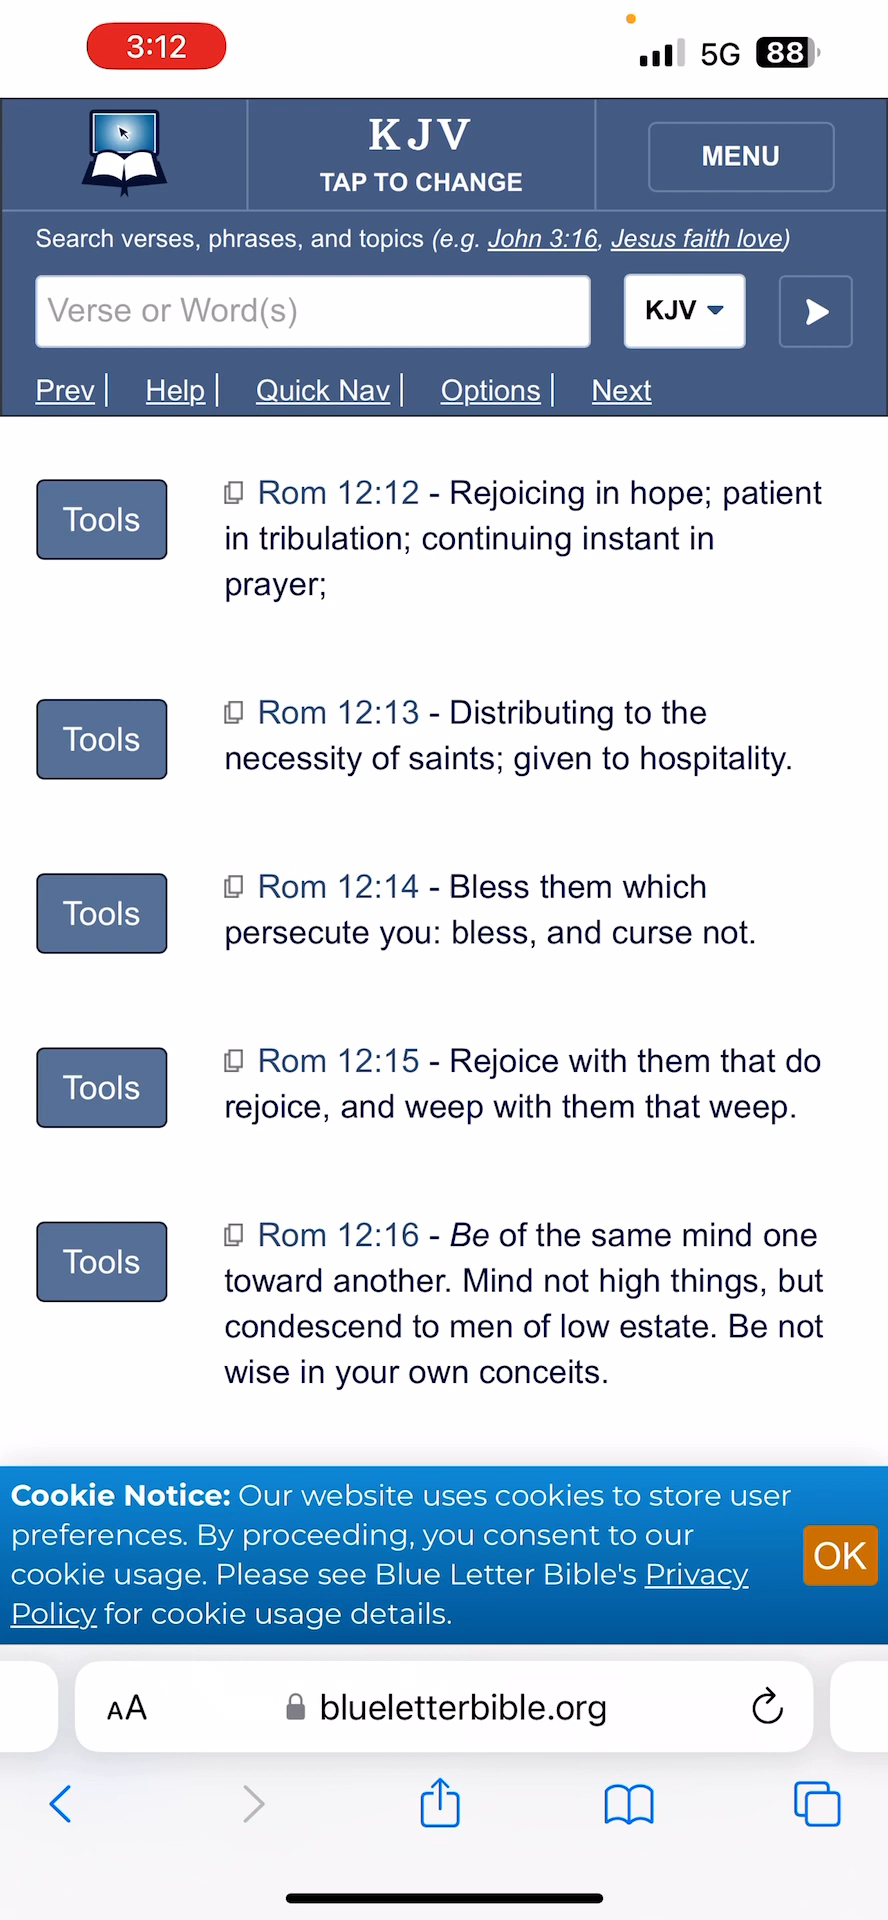 3:12
5G 88
KJV
TAP TO CHANGE
MENU
Search verses, phrases, and topics (e.g. John 3:16, Jesus faith love)
Verse or Word(s)
KJV
Prev | Help | Quick Nav | Options | Next
Tools
Rom 12:12 - Rejoicing in hope; patient
in tribulation; continuing instant in
prayer;
Tools
Rom 12:13 - Distributing to the
necessity of saints; given to hospitality.
Tools
Rom 12:14 - Bless them which
persecute you: bless, and curse not.
Tools
Rom 12:15 - Rejoice with them that do
rejoice, and weep with them that weep.
Tools
Rom 12:16 - Be of the same mind one
toward another. Mind not high things, but
condescend to men of low estate. Be not
wise in your own conceits.
Cookie Notice: Our website uses cookies to store user
preferences. By proceeding, you consent to our
cookie usage. Please see Blue Letter Bible's Privacy
Policy for cookie usage details.
OK
AA blueletterbible.org